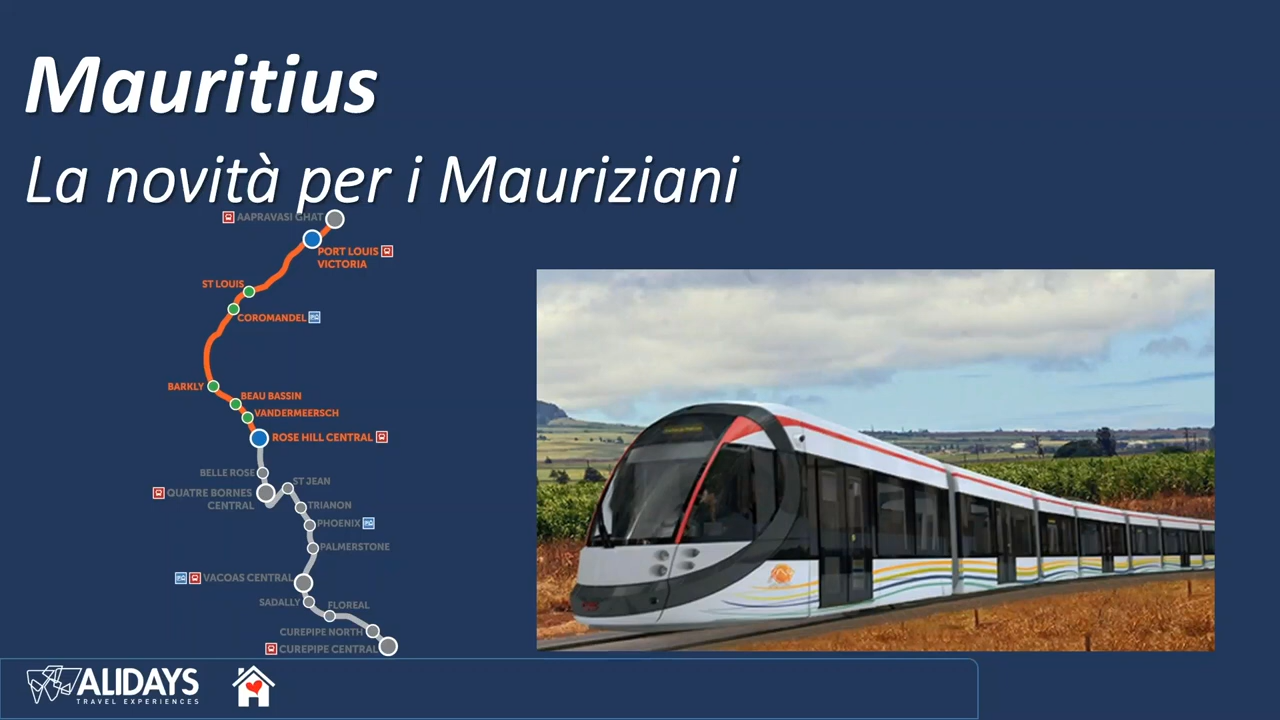 Mauritius
La novità per i Mauriziani
AAPRAVASI GHAT
PORT LOUIS
VICTORIA
ST LOUIS
COROMANDEL
BARKLY
BEAU BASSIN
VANDERMEERSCH
ROSE HILL CENTRAL
BELLE ROSE
ST JEAN
QUATRE BORNES
CENTRAL
TRIANON
PHOENIX
PALMERSTONE
VACOAS CENTRAL
SADALLY
FLOREAL
CUREPIPE NORTH
CUREPIPE CENTRAL
ALIDAYS
TRAVEL EXPERIENCES